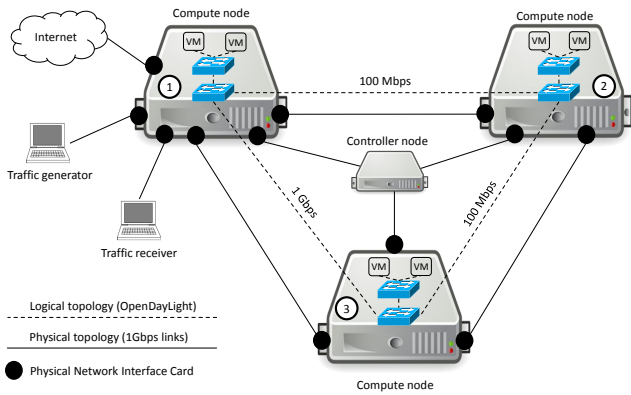 Compute node
Compute node
Internet
VM
VM
VM
VM
1
100 Mbps
2
Controller node
Traffic generator
1 Gbps
100 Mbps
Traffic receiver
VM
VM
3
Logical topology (OpenDayLight)
Physical topology (1Gbps links)
Physical Network Interface Card
Compute node